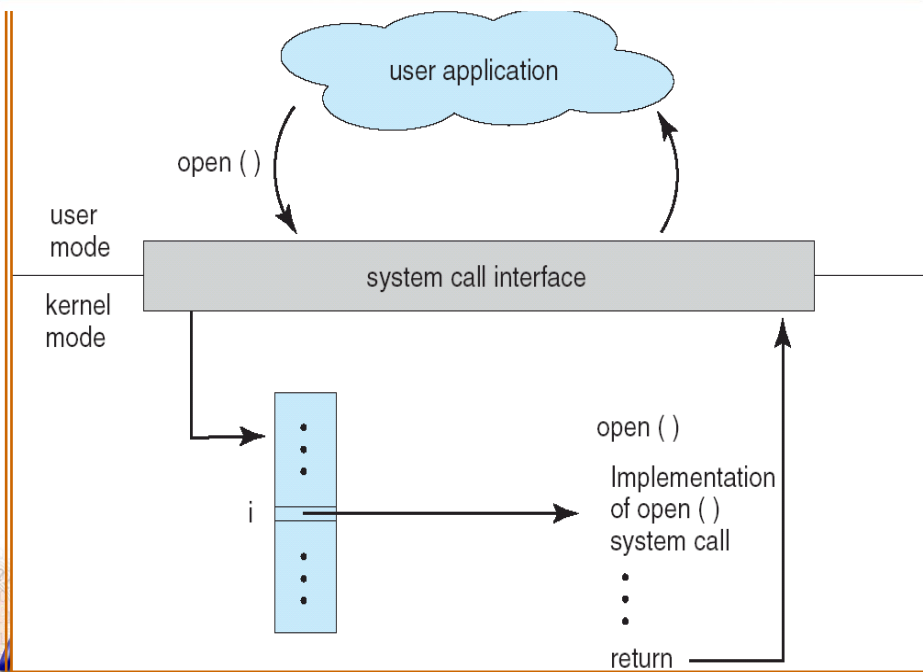 user application
open ( )
user
mode
system call interface
kernel
mode
i
open ( )
Implementation
of open ( )
system call
return